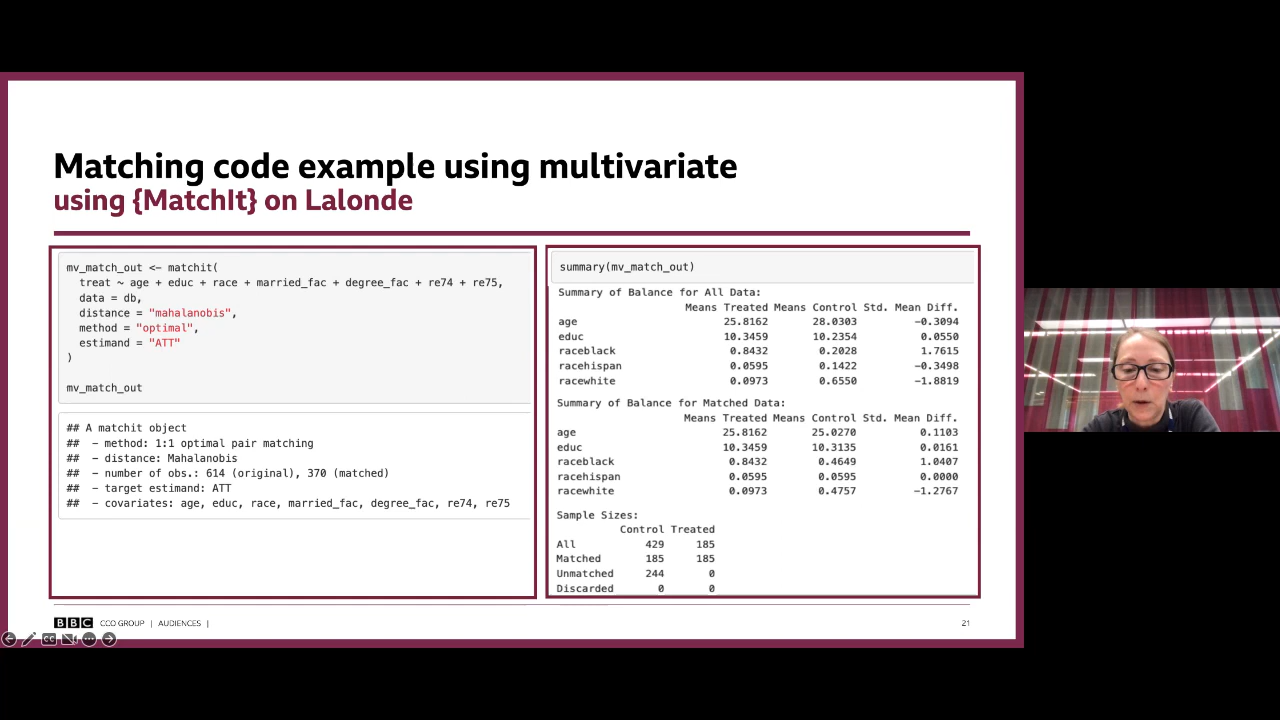 Matching code example using multivariate
using {MatchIt} on Lalonde
mv_match_out <- matchit(
  treat ~ age + educ + race + married_fac + degree_fac + re74 + re75,
  data = db,
  distance = "mahalanobis",
  method = "optimal",
  estimand = "ATT"
)
mv_match_out
## A matchit object
##  - method: 1:1 optimal pair matching
##  - distance: Mahalanobis
##  - number of obs.: 614 (original), 370 (matched)
##  - target estimand: ATT
##  - covariates: age, educ, race, married_fac, degree_fac, re74, re75
summary(mv_match_out)
Summary of Balance for All Data:
Means Treated Means Control Std. Mean Diff.
age 25.8162 28.0303 -0.3094
educ 10.3459 10.2354 0.0550
raceblack 0.8432 0.2028 1.7615
racehispan 0.0595 0.1422 -0.3498
racewhite 0.0973 0.6550 -1.8819
Summary of Balance for Matched Data:
Means Treated Means Control Std. Mean Diff.
age 25.8162 25.0270 0.1103
educ 10.3459 10.3135 0.0161
raceblack 0.8432 0.4649 1.0407
racehispan 0.0595 0.0595 0.0000
racewhite 0.0973 0.4757 -1.2767
Sample Sizes:
Control Treated
All 429 185
Matched 185 185
Unmatched 244 0
Discarded 0 0
BBC CCO GROUP | AUDIENCES |
21
CC